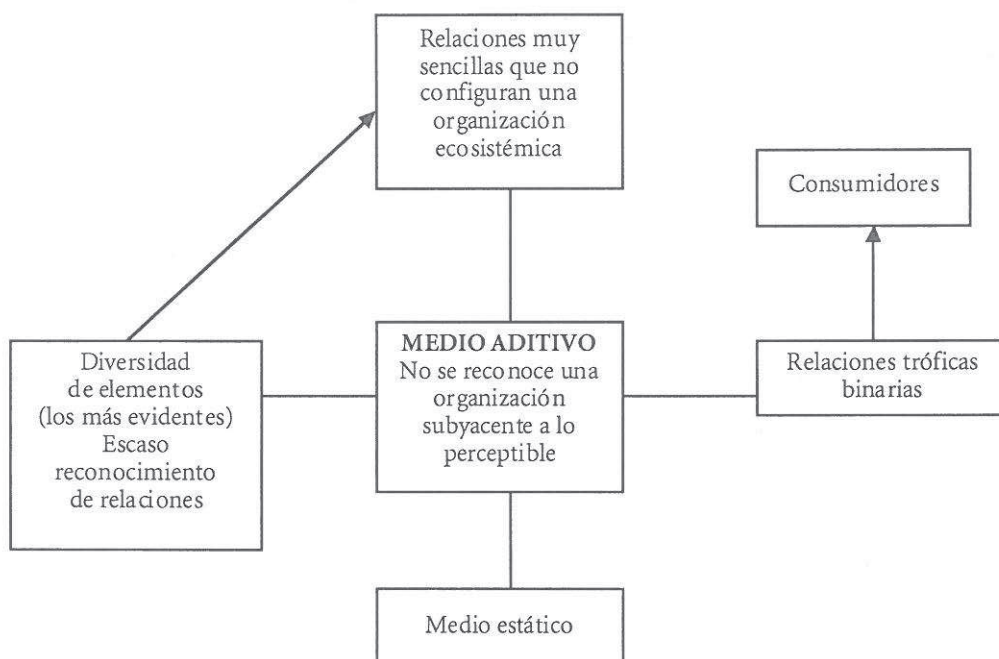 Relaciones muy
sencillas que no
configuran una
organización
ecosistémica
Consumidores
Diversidad
de elementos
(los más evidentes)
Escaso
reconocimiento
de relaciones
MEDIO ADITIVO
No se reconoce una
organización
subyacente a lo
perceptible
Relaciones tróficas
binarias
Medio estático